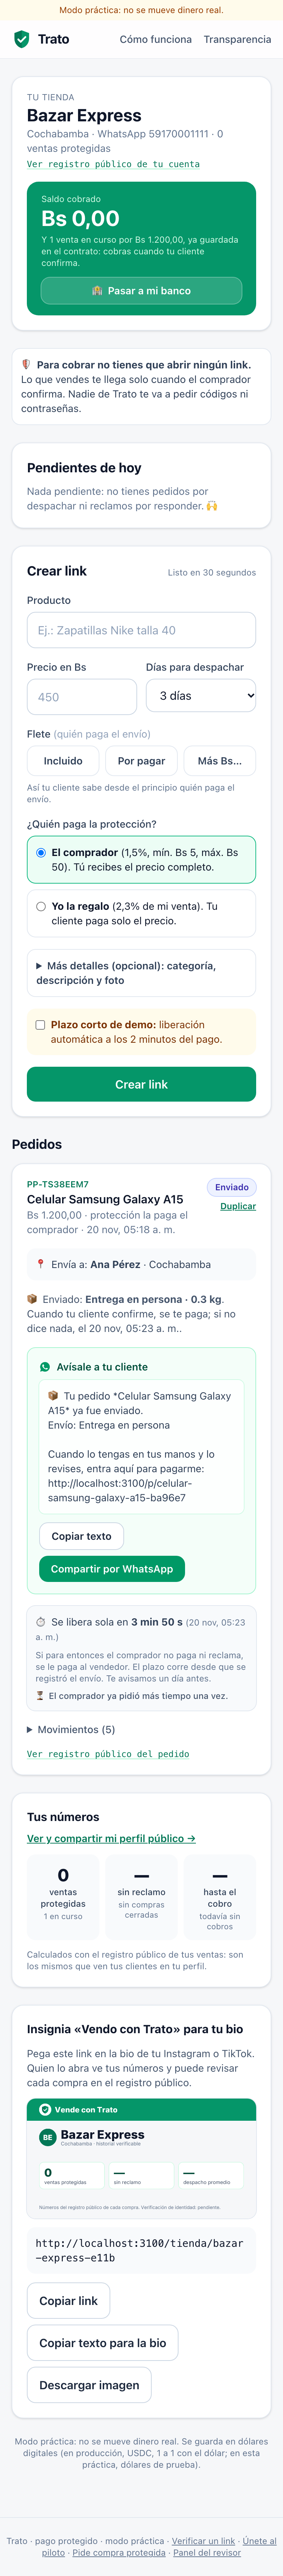 Modo práctica: no se mueve dinero real.
Trato
Cómo funciona
Transparencia
TU TIENDA
Bazar Express
Cochabamba · WhatsApp 59170001111 · 0
ventas protegidas
Ver registro público de tu cuenta
Saldo cobrado
Bs 0,00
Y 1 venta en curso por Bs 1.200,00, ya guardada
en el contrato: cobras cuando tu cliente
confirma.
Pasar a mi banco
Para cobrar no tienes que abrir ningún link.
Lo que vendes te llega solo cuando el comprador
confirma. Nadie de Trato te va a pedir códigos ni
contraseñas.
Pendientes de hoy
Nada pendiente: no tienes pedidos por
despachar ni reclamos por responder. 🙌
Crear link
Listo en 30 segundos
Producto
Ej.: Zapatillas Nike talla 40
Precio en Bs
Días para despachar
450
3 días
Flete (quién paga el envío)
Incluido
Por pagar
Más Bs...
Así tu cliente sabe desde el principio quién paga el
envío.
¿Quién paga la protección?
El comprador (1,5%, mín. Bs 5, máx. Bs
50). Tú recibes el precio completo.
Yo la regalo (2,3% de mi venta). Tu
cliente paga solo el precio.
Más detalles (opcional): categoría,
descripción y foto
Plazo corto de demo: liberación
automática a los 2 minutos del pago.
Crear link
Pedidos
PP-TS38EEM7
Enviado
Celular Samsung Galaxy A15
Duplicar
Bs 1.200,00 · protección la paga el
comprador · 20 nov, 05:18 a. m.
📍 Envía a: Ana Pérez · Cochabamba
📦 Enviado: Entrega en persona · 0.3 kg.
Cuando tu cliente confirme, se te paga; si no
dice nada, el 20 nov, 05:23 a. m..
Avísale a tu cliente
📦 Tu pedido *Celular Samsung Galaxy
A15* ya fue enviado.
Envío: Entrega en persona
Cuando lo tengas en tus manos y lo
revises, entra aquí para pagarme:
http://localhost:3100/p/celular-
samsung-galaxy-a15-ba96e7
Copiar texto
Compartir por WhatsApp
⏱ Se libera sola en 3 min 50 s (20 nov, 05:23
a. m.)
Si para entonces el comprador no paga ni reclama,
se le paga al vendedor. El plazo corre desde que se
registró el envío. Te avisamos un día antes.
⏳ El comprador ya pidió más tiempo una vez.
Movimientos (5)
Ver registro público del pedido
Tus números
Ver y compartir mi perfil público →
0
ventas
protegidas
1 en curso
—
sin reclamo
sin compras
cerradas
—
hasta el
cobro
todavía sin
cobros
Calculados con el registro público de tus ventas: son
los mismos que ven tus clientes en tu perfil.
Insignia «Vendo con Trato» para tu bio
Pega este link en la bio de tu Instagram o TikTok.
Quien lo abra ve tus números y puede revisar
cada compra en el registro público.
Vende con Trato
BE
Bazar Express
Cochabamba · historial verificable
0
ventas protegidas
—
sin reclamo
—
despacho promedio
Números del registro público de cada compra. Verificación de identidad: pendiente.
http://localhost:3100/tienda/bazar
-express-e11b
Copiar link
Copiar texto para la bio
Descargar imagen
Modo práctica: no se mueve dinero real. Se guarda en dólares
digitales (en producción, USDC, 1 a 1 con el dólar; en esta
práctica, dólares de prueba).
Trato · pago protegido · modo práctica · Verificar un link · Únete al
piloto · Pide compra protegida · Panel del revisor